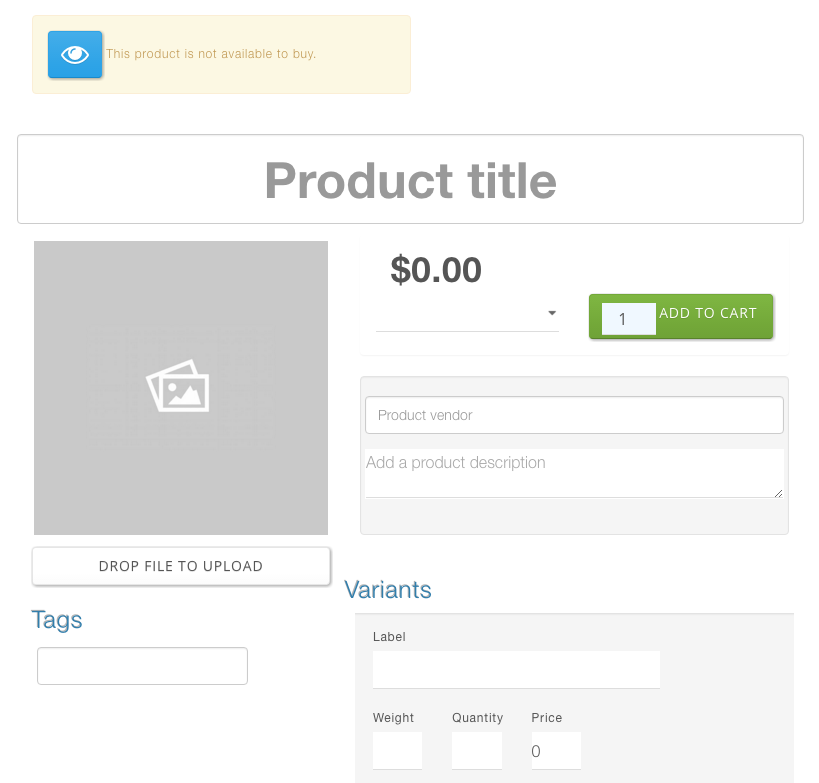 This product is not available to buy.
Product title
$0.00
1
ADD TO CART
Product vendor
Add a product description
DROP FILE TO UPLOAD
Variants
Tags
Label
Weight Quantity Price
0